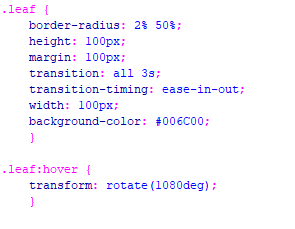 .leaf {
border-radius: 2% 50%;
height: 100px;
margin: 100px;
transition: all 3s;
transition-timing: ease-in-out;
width: 100px;
background-color: #006C00;
}
.leaf:hover {
transform: rotate(1080deg);
}